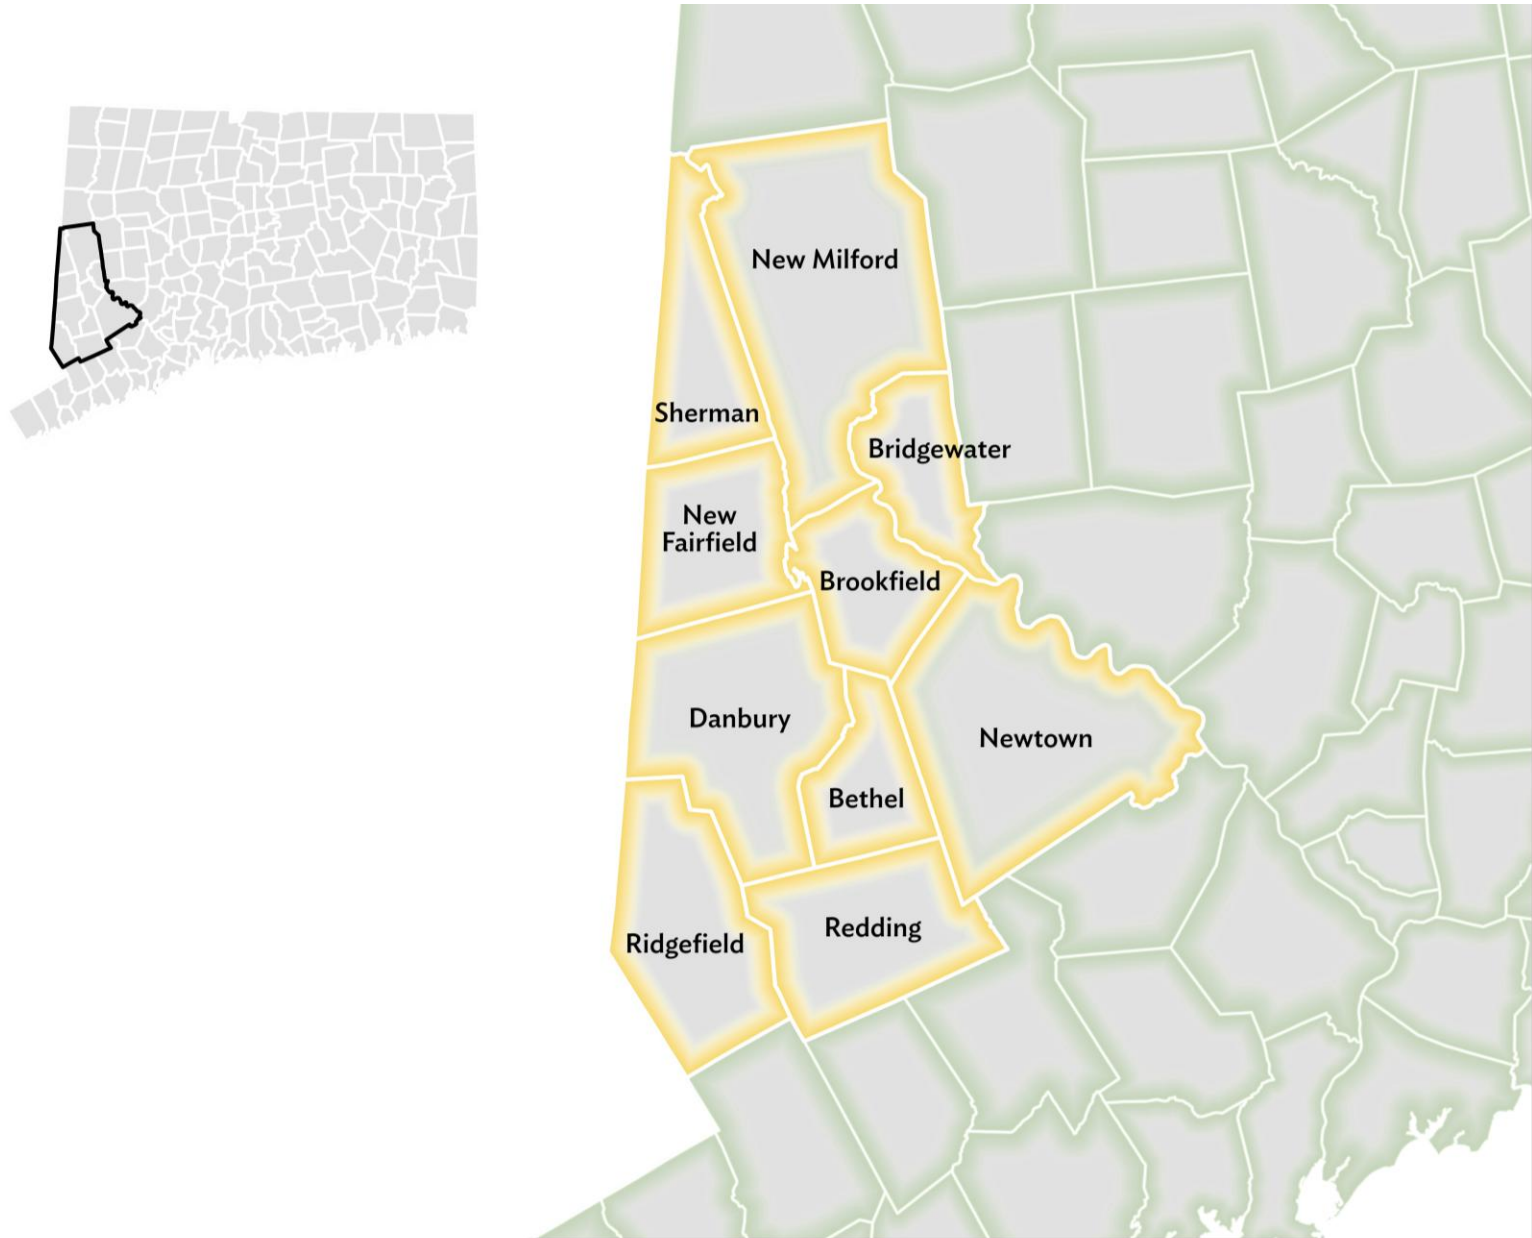 New Milford
Sherman
Bridgewater
New
Fairfield
Brookfield
Danbury
Newtown
Bethel
Redding
Ridgefield